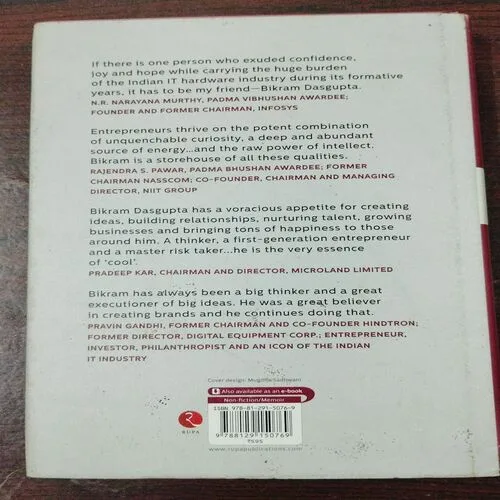 If there is one person who exuded confidence,
joy and hope while carrying the huge burden
of the Indian IT hardware industry during its formative
years, it has to be my friend—Bikram Dasgupta.
N.R. NARAYANA MURTHY, PADMA VIBHUSHAN AWARDEE;
FOUNDER AND FORMER CHAIRMAN, INFOSYS
Entrepreneurs thrive on the potent combination
of unquenchable curiosity, a deep and abundant
source of energy...and the raw power of intellect.
Bikram is a storehouse of all these qualities.
RAJENDRA S. PAWAR, PADMA BHUSHAN AWARDEE; FORMER
CHAIRMAN NASSCOM; CO-FOUNDER, CHAIRMAN AND MANAGING
DIRECTOR, NIIT GROUP
Bikram Dasgupta has a voracious appetite for creating
ideas, building relationships, nurturing talent, growing
businesses and bringing tons of happiness to those
around him. A thinker, a first-generation entrepreneur
and a master risk taker...he is the very essence
of 'cool'.
PRADEEP KAR, CHAIRMAN AND DIRECTOR, MICROLAND LIMITED
Bikram has always been a big thinker and a great
executioner of big ideas. He was a great believer
in creating brands and he continues doing that.
PRAVIN GANDHI, FORMER CHAIRMAN AND CO-FOUNDER HINDTRON;
FORMER DIRECTOR, DIGITAL EQUIPMENT CORP.; ENTREPRENEUR,
INVESTOR, PHILANTHROPIST AND AN ICON OF THE INDIAN
IT INDUSTRY
Cover design: Mugdha Sadhwani
Also available as an e-book
Non-fiction/Memoir
ISBN 978-81-291-5076-9
9 788129 150769
₹595
RUPA
www.rupapublications.com